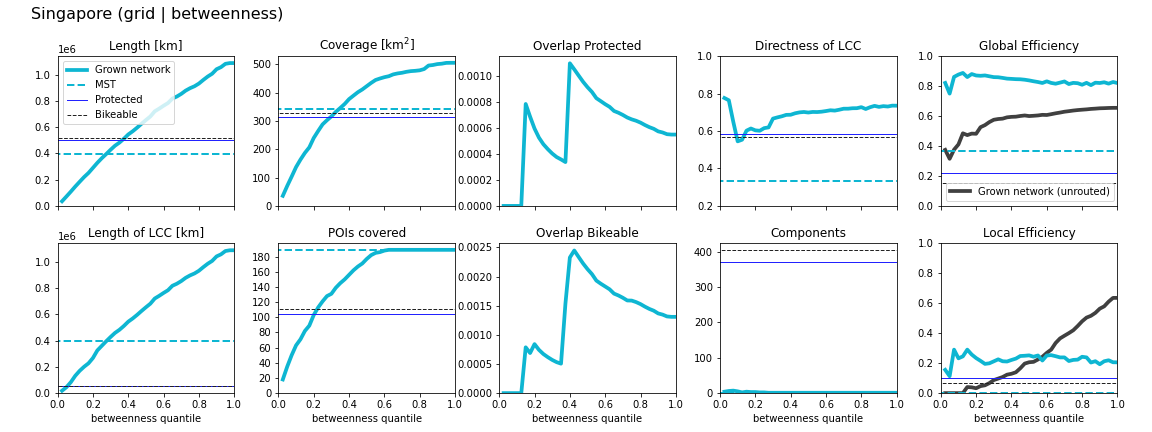 Singapore (grid | betweenness)
Length [km]
Coverage [km²]
Overlap Protected
Directness of LCC
Global Efficiency
1e6
Grown network
MST
Protected
Bikeable
1.0
0.8
0.6
0.4
0.2
0.0
500
400
300
200
100
0
0.0010
0.0008
0.0006
0.0004
0.0002
0.0000
1.0
0.8
0.6
0.4
0.2
1.0
0.8
0.6
0.4
0.2
0.0
Grown network (unrouted)
Length of LCC [km]
POIs covered
Overlap Bikeable
Components
Local Efficiency
1e6
1.0
0.8
0.6
0.4
0.2
0.0
180
160
140
120
100
80
60
40
20
0
0.0025
0.0020
0.0015
0.0010
0.0005
0.0000
400
300
200
100
0
1.0
0.8
0.6
0.4
0.2
0.0
0.0 0.2 0.4 0.6 0.8 1.0
0.0 0.2 0.4 0.6 0.8 1.0
0.0 0.2 0.4 0.6 0.8 1.0
0.0 0.2 0.4 0.6 0.8 1.0
0.0 0.2 0.4 0.6 0.8 1.0
betweenness quantile
betweenness quantile
betweenness quantile
betweenness quantile
betweenness quantile